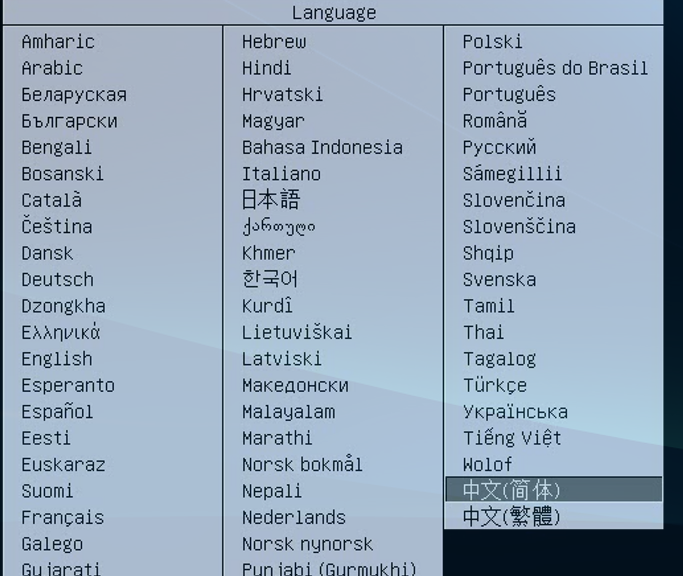 Language
Amharic
Arabic
Беларуская
Български
Bengali
Bosanski
Català
Čeština
Dansk
Deutsch
Dzongkha
Ελληνικά
English
Esperanto
Español
Eesti
Euskaraz
Suomi
Français
Galego
Gujarati
Hebrew
Hindi
Hrvatski
Magyar
Bahasa Indonesia
Italiano
日本語
ქართული
Khmer
한국어
Kurdî
Lietuviškai
Latviski
Македонски
Malayalam
Marathi
Norsk bokmål
Nepali
Nederlands
Norsk nynorsk
Punjabi (Gurmukhi)
Polski
Português do Brasil
Português
Română
Русский
Sámegillii
Slovenčina
Slovenščina
Shqip
Svenska
Tamil
Thai
Tagalog
Türkçe
Українська
Tiếng Việt
Wolof
中文(简体)
中文(繁體)